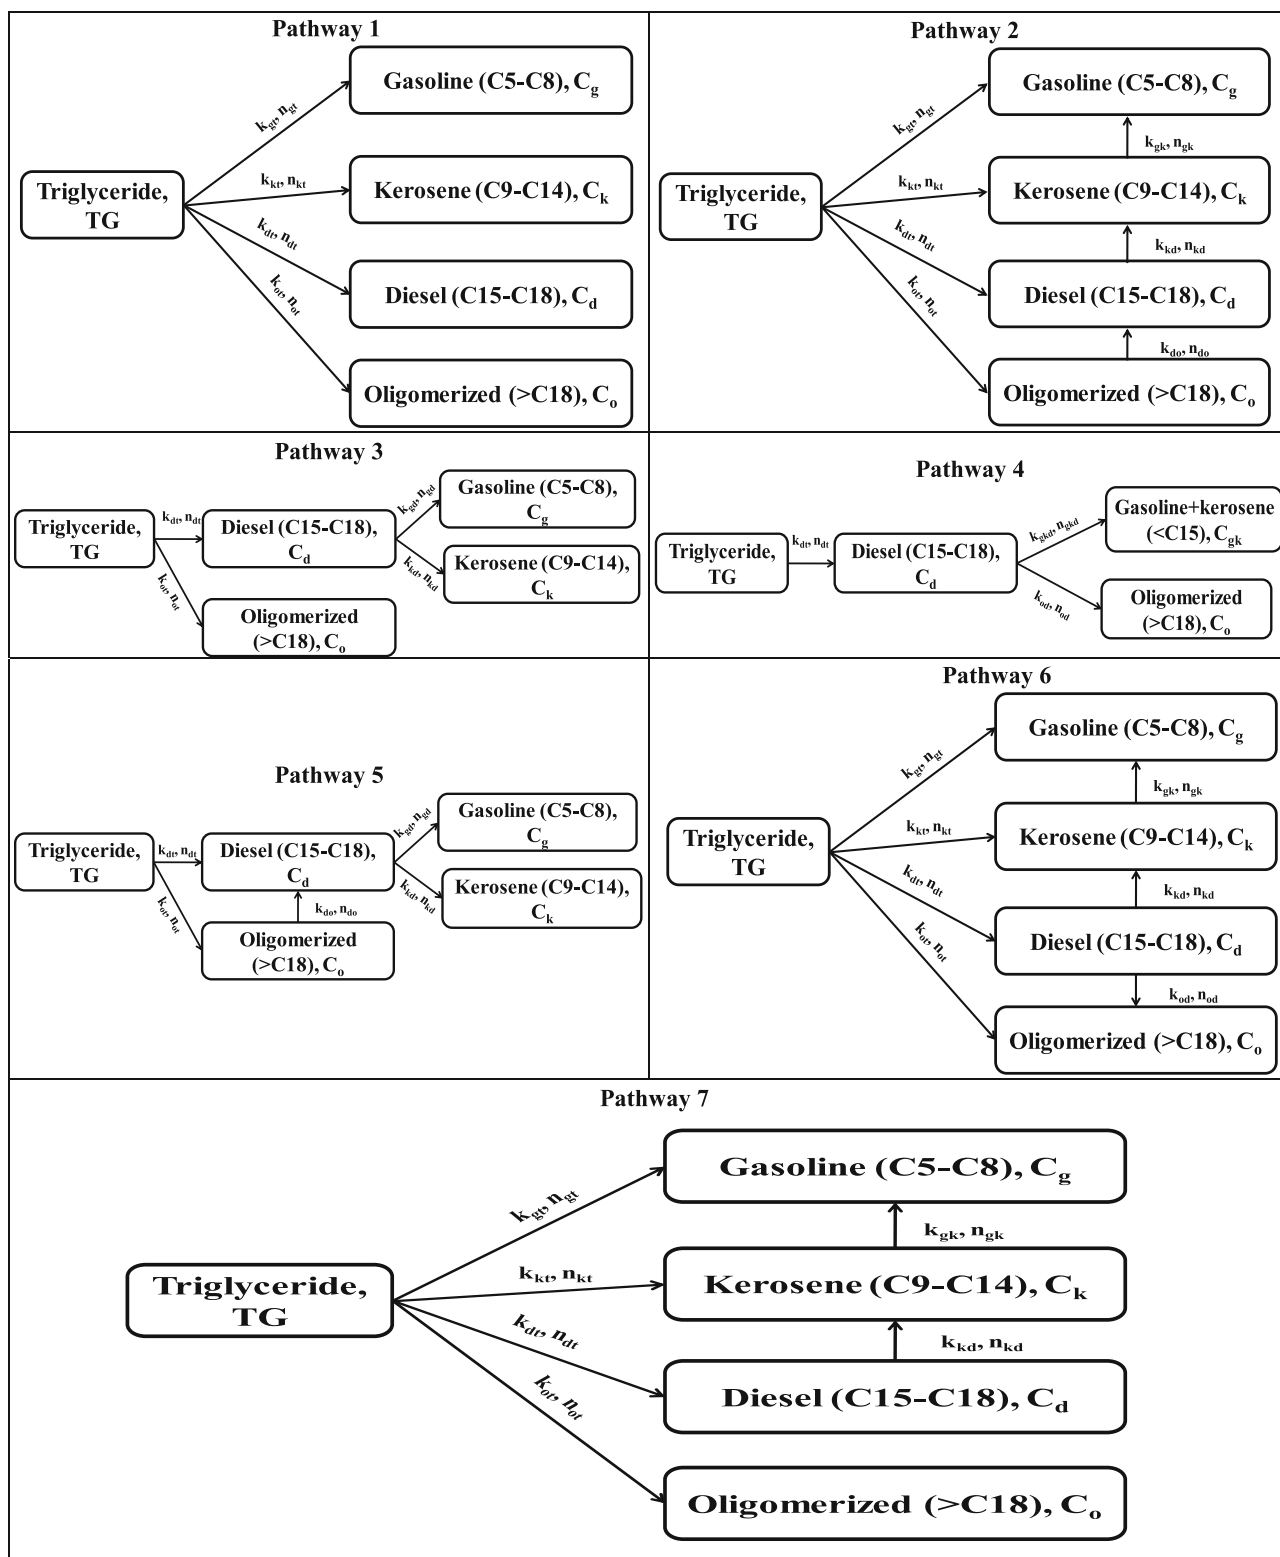 Pathway 1
Gasoline (C5-C8), Cg
kgt, ngt
Triglyceride,
TG
kkt, nkt
Kerosene (C9-C14), Ck
kdt, ndt
Diesel (C15-C18), Cd
kot, not
Oligomerized (>C18), Co
Pathway 2
Gasoline (C5-C8), Cg
kgt, ngt
kgk, ngk
Triglyceride,
TG
kkt, nkt
Kerosene (C9-C14), Ck
kdt, ndt
kkd, nkd
Diesel (C15-C18), Cd
kot, not
kdo, ndo
Oligomerized (>C18), Co
Pathway 3
Triglyceride,
TG
kdt, ndt
Diesel (C15-C18),
Cd
kgd, ngd
Gasoline (C5-C8),
Cg
kkd, nkd
Kerosene (C9-C14),
Ck
kot, not
Oligomerized
(>C18), Co
Pathway 4
Triglyceride,
TG
kdt, ndt
Diesel (C15-C18),
Cd
kgkd, ngkd
Gasoline+kerosene
(<C15), Cgk
kod, nod
Oligomerized
(>C18), Co
Pathway 5
Triglyceride,
TG
kdt, ndt
Diesel (C15-C18),
Cd
kgd, ngd
Gasoline (C5-C8),
Cg
kkd, nkd
Kerosene (C9-C14),
Ck
kot, not
kdo, ndo
Oligomerized
(>C18), Co
Pathway 6
Gasoline (C5-C8), Cg
kgt, ngt
kgk, ngk
Triglyceride,
TG
kkt, nkt
Kerosene (C9-C14), Ck
kdt, ndt
kkd, nkd
Diesel (C15-C18), Cd
kot, not
kod, nod
Oligomerized (>C18), Co
Pathway 7
Gasoline (C5-C8), Cg
kgt, ngt
kgk, ngk
Triglyceride,
TG
kkt, nkt
Kerosene (C9-C14), Ck
kdt, ndt
kkd, nkd
Diesel (C15-C18), Cd
kot, not
Oligomerized (>C18), Co